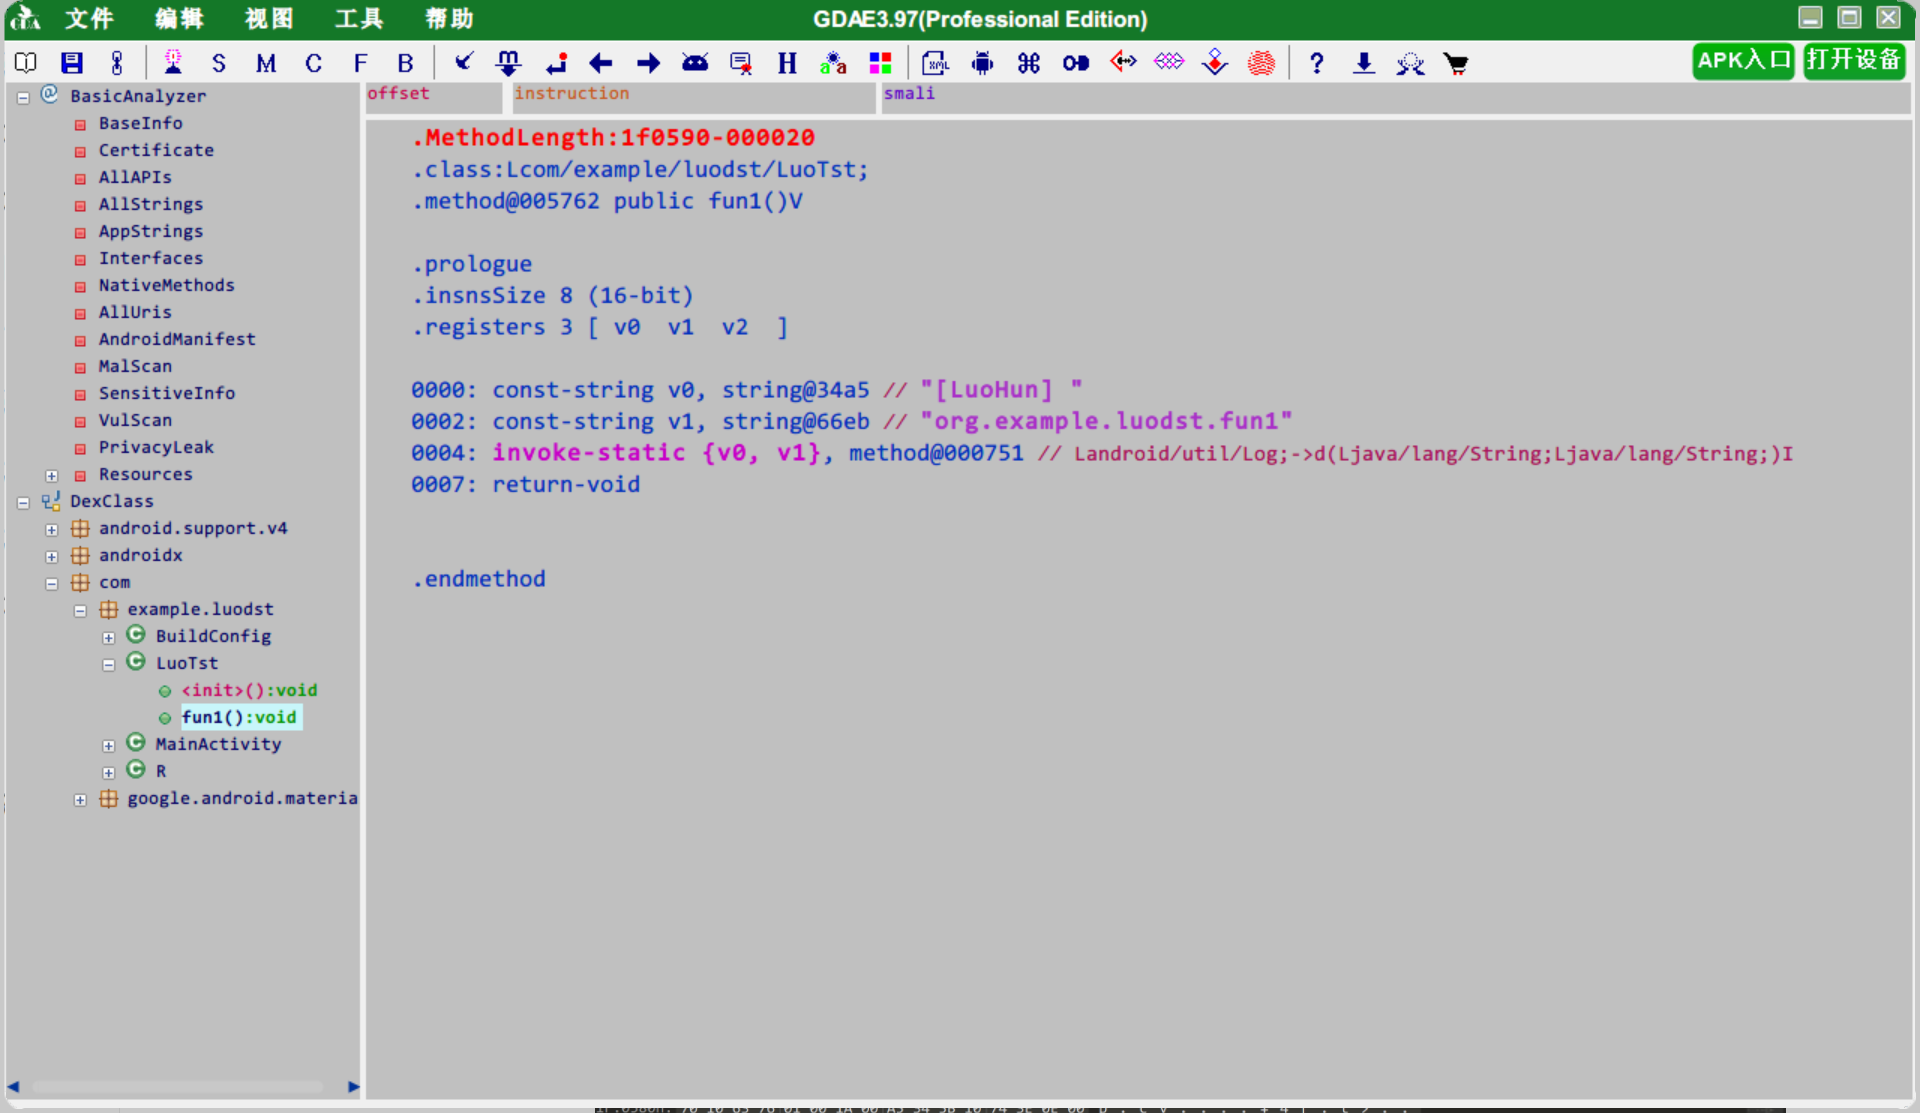 GDA 文件 编辑 视图 工具 帮助 GDAE3.97(Professional Edition)
S M C F B H a a XML ? APK入口 打开设备
offset instruction smali
BasicAnalyzer
BaseInfo
Certificate
AllAPIs
AllStrings
AppStrings
Interfaces
NativeMethods
AllUris
AndroidManifest
MalScan
SensitiveInfo
VulScan
PrivacyLeak
Resources
DexClass
android.support.v4
androidx
com
example.luodst
BuildConfig
LuoTst
<init>():void
fun1():void
MainActivity
R
google.android.materia
.MethodLength:1f0590-000020
.class:Lcom/example/luodst/LuoTst;
.method@005762 public fun1()V
.prologue
.insnsSize 8 (16-bit)
.registers 3 [ v0 v1 v2 ]
0000: const-string v0, string@34a5 // "[LuoHun] "
0002: const-string v1, string@66eb // "org.example.luodst.fun1"
0004: invoke-static {v0, v1}, method@000751 // Landroid/util/Log;->d(Ljava/lang/String;Ljava/lang/String;)I
0007: return-void
.endmethod